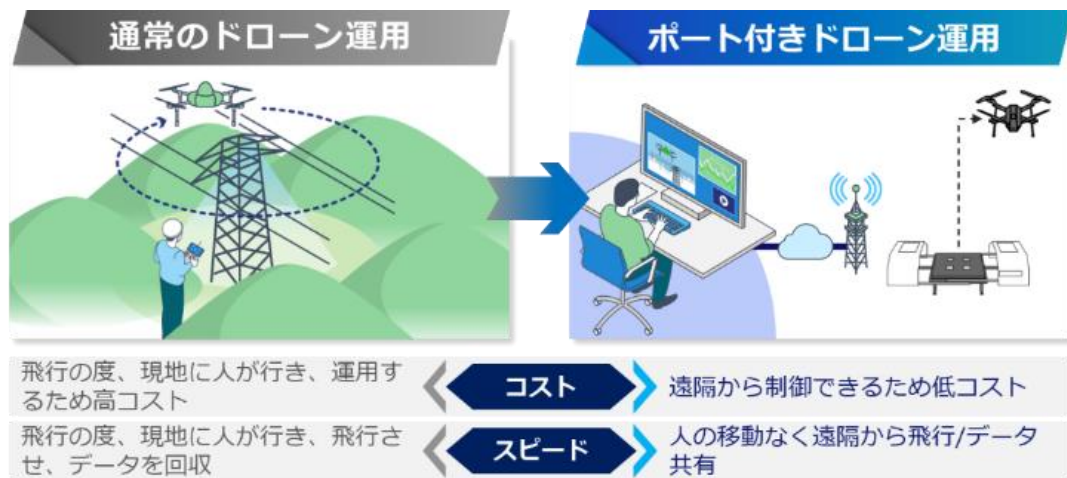 通常のドローン運用
ポート付きドローン運用
飛行の度、現地に人が行き、運用す
るため高コスト
コスト
遠隔から制御できるため低コスト
飛行の度、現地に人が行き、飛行さ
せ、データを回収
スピード
人の移動なく遠隔から飛行/データ
共有